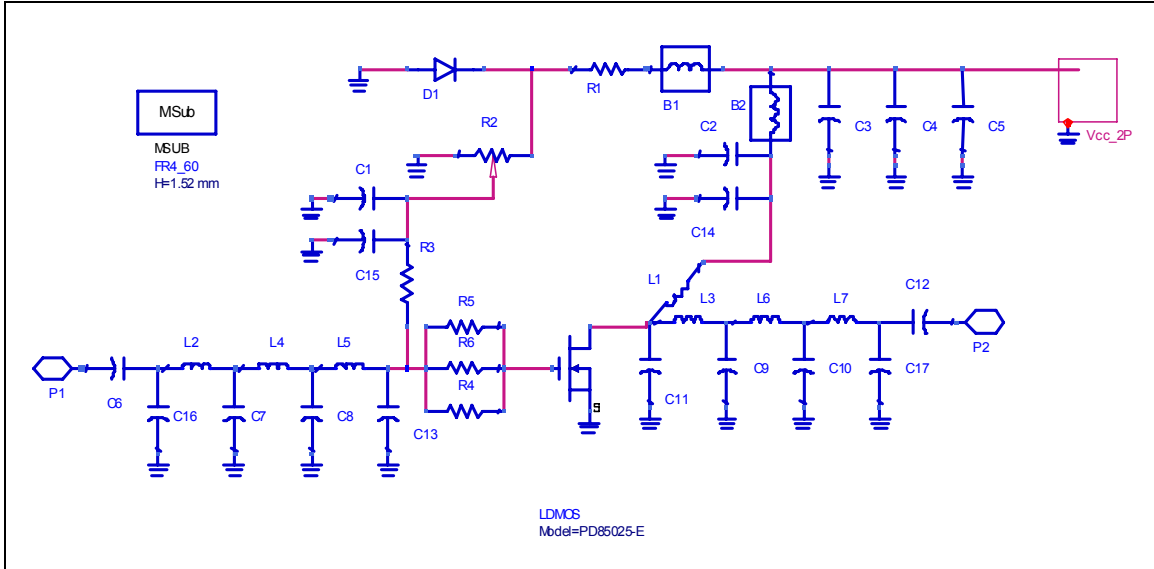 D1
R1
B1
B2
C3
C4
C5
Vcc_2P
MSub
MSUB
FR4_60
H=1.52 mm
R2
C2
C1
C14
C15
R3
L1
L3
L6
L7
C12
P2
R5
R6
R4
L2
L4
L5
P1
C6
C16
C7
C8
C13
S
C11
C9
C10
C17
LDMOS
Model=PD85025-E